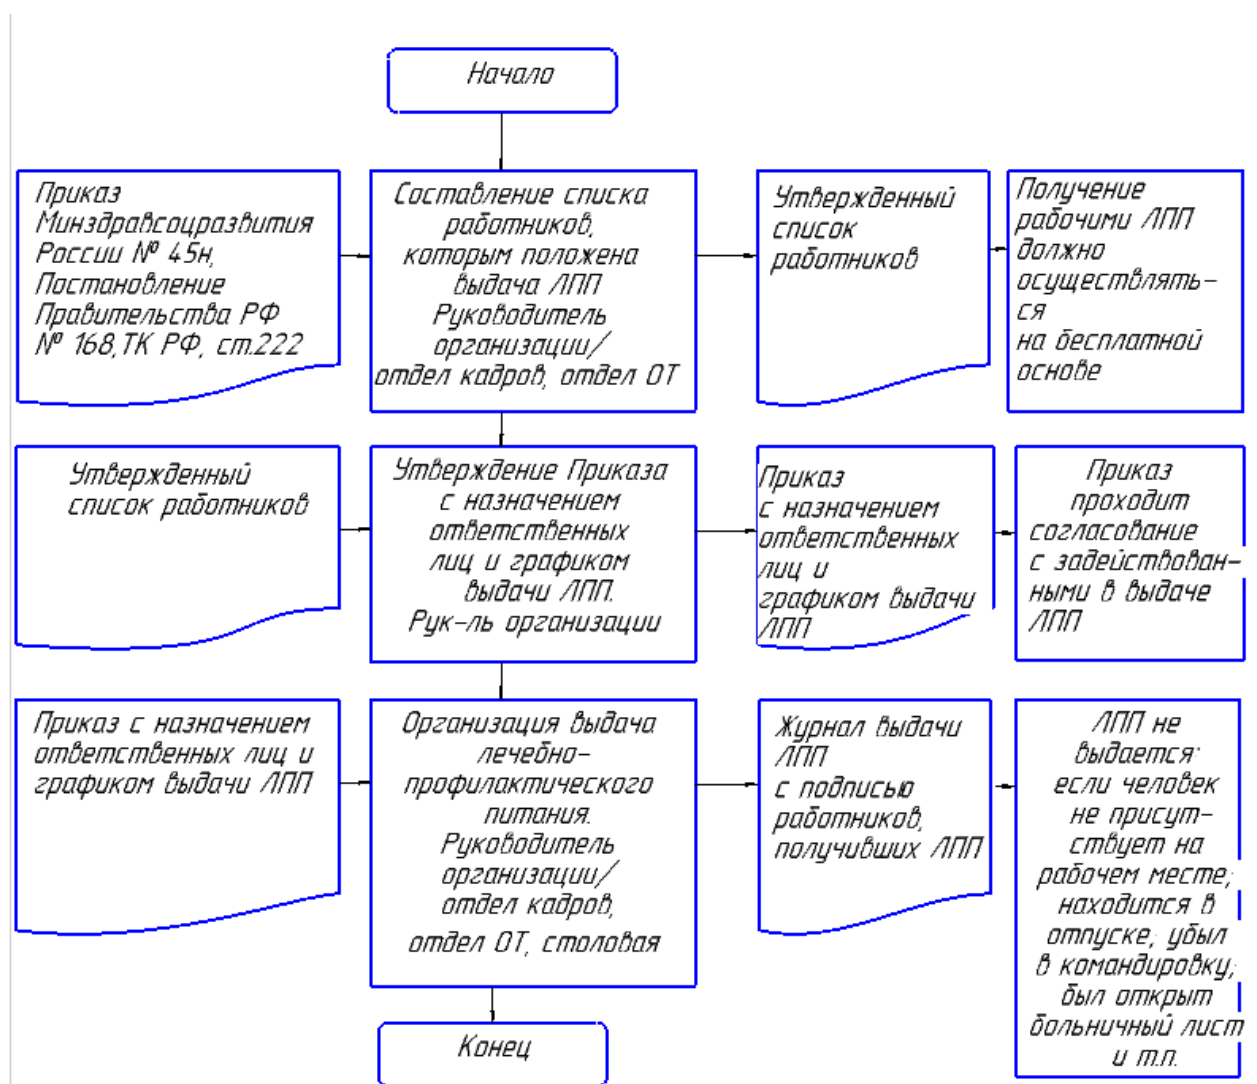 Начало
Приказ
Минздравсоцразвития
России № 45н,
Постановление
Правительства РФ
№ 168,ТК РФ, ст.222
Составление списка
работников,
которым положена
выдача ЛПП
Руководитель
организации/
отдел кадров, отдел ОТ
Утвержденный
список
работников
Получение
рабочими ЛПП
должно
осуществлять-
ся
на бесплатной
основе
Утвержденный
список работников
Утверждение Приказа
с назначением
ответственных
лиц и графиком
выдачи ЛПП.
Рук-ль организации
Приказ
с назначением
ответственных
лиц и
графиком выдачи
ЛПП
Приказ
проходит
согласование
с задействован-
ными в выдаче
ЛПП
Приказ с назначением
ответственных лиц и
графиком выдачи ЛПП
Организация выдача
лечебно-
профилактического
питания.
Руководитель
организации/
отдел кадров,
отдел ОТ, столовая
Журнал выдачи
ЛПП
с подписью
работников,
получивших ЛПП
ЛПП не
выдается:
если человек
не присут-
ствует на
рабочем месте;
находится в
отпуске; убыл
в командировку;
был открыт
больничный лист
и т.п.
Конец